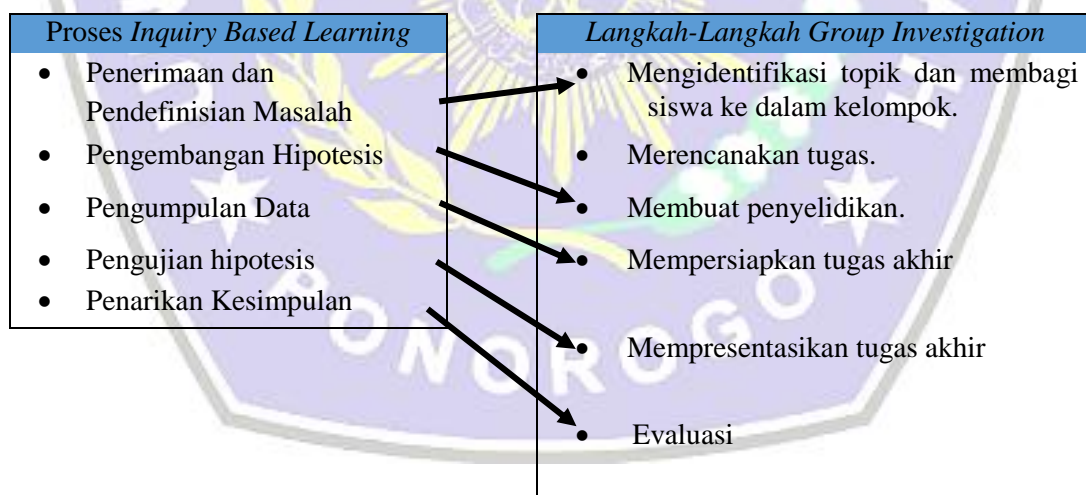 Proses Inquiry Based Learning
• Penerimaan dan
Pendefinisian Masalah
• Pengembangan Hipotesis
• Pengumpulan Data
• Pengujian hipotesis
• Penarikan Kesimpulan
Langkah-Langkah Group Investigation
• Mengidentifikasi topik dan membagi
siswa ke dalam kelompok.
• Merencanakan tugas.
• Membuat penyelidikan.
• Mempersiapkan tugas akhir
• Mempresentasikan tugas akhir
• Evaluasi
PONOROGO